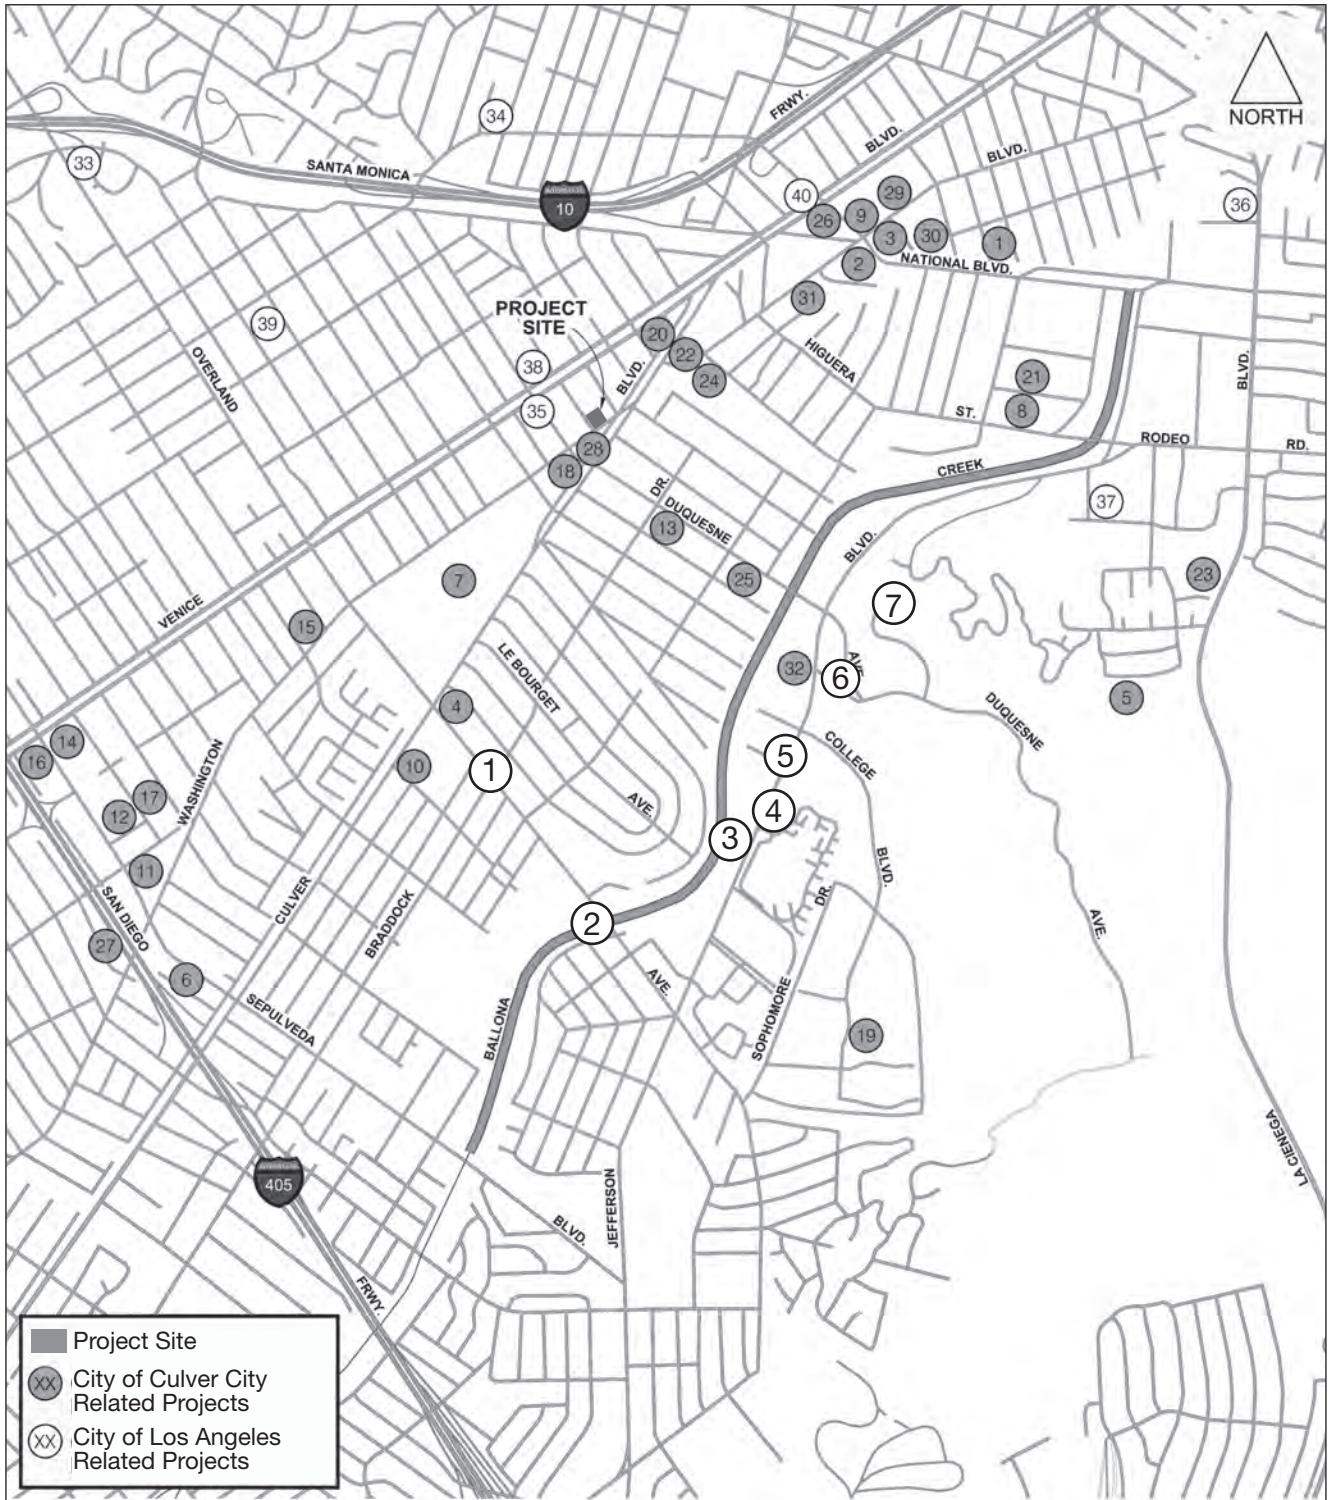 NORTH
34
FRWY.
BLVD.
BLVD.
33
SANTA MONICA
10
40
29
36
26
9
3
30
1
2
NATIONAL BLVD.
31
PROJECT
SITE
39
20
22
24
38
OVERLAND
BLVD.
HIGUERA
21
BLVD.
35
8
ST.
28
RODEO
RD.
18
CREEK
DR.
37
DUQUESNE
13
BLVD.
7
25
23
7
VENICE
15
LE BOURGET
32
6
AVE.
5
4
DUQUESNE
14
16
10
1
5
COLLEGE
WASHINGTON
17
12
AVE.
4
3
11
BLVD.
SAN DIEGO
CULVER
DR.
BRADDOCK
2
AVE.
27
6
AVE.
SEPULVEDA
BALLONA
SOPHOMORE
19
405
JEFFERSON
LA CIENEGA
BLVD.
FRWY.
Project Site
XX
City of Culver City
Related Projects
XX
City of Los Angeles
Related Projects